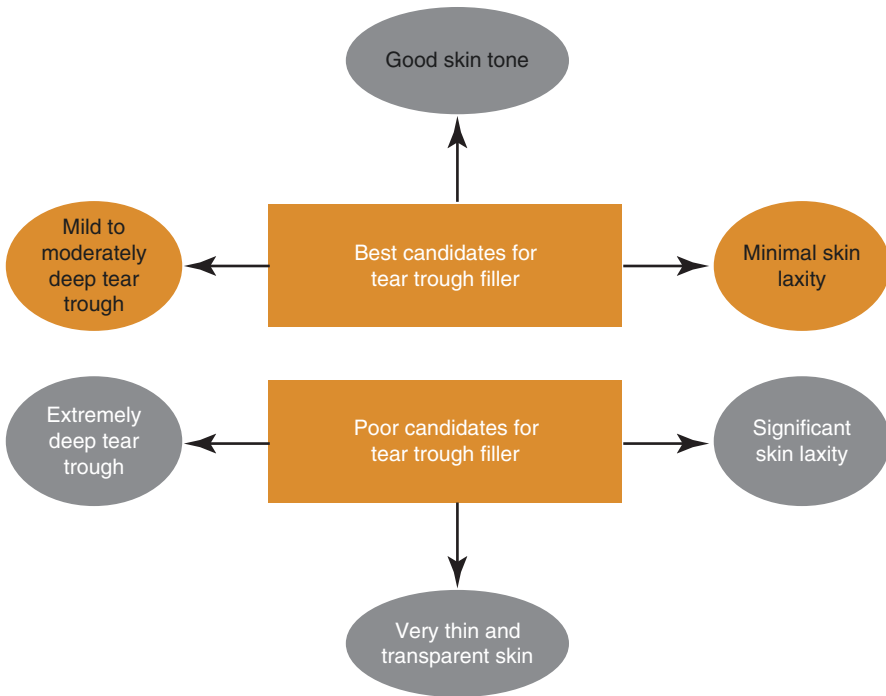 Good skin tone
Mild to
moderately
deep tear
trough
Best candidates for
tear trough filler
Minimal skin
laxity
Extremely
deep tear
trough
Poor candidates for
tear trough filler
Significant
skin laxity
Very thin and
transparent skin